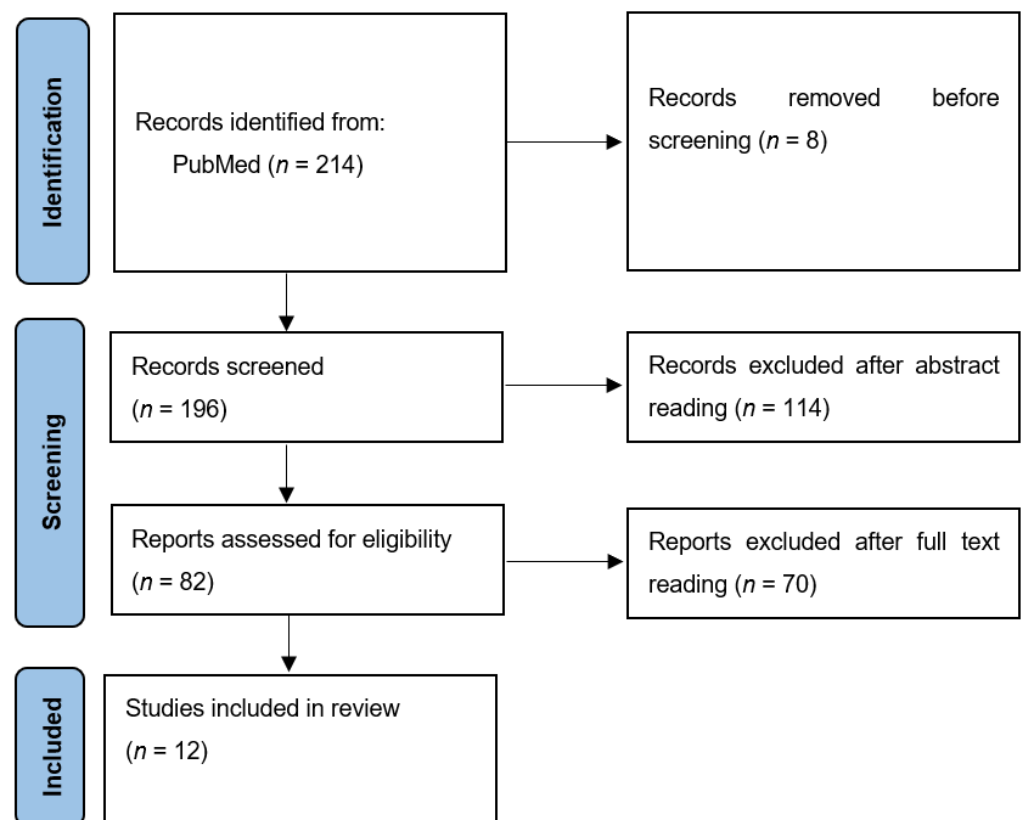 Identification
Records identified from:
PubMed (n = 214)
Records removed before
screening (n = 8)
Screening
Records screened
(n = 196)
Records excluded after abstract
reading (n = 114)
Reports assessed for eligibility
(n = 82)
Reports excluded after full text
reading (n = 70)
Included
Studies included in review
(n = 12)